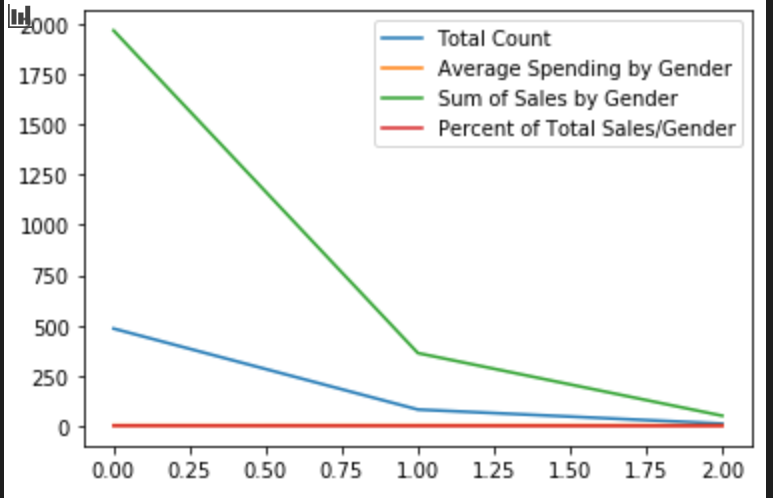 2000
1750
1500
1250
1000
750
500
250
0
Total Count
Average Spending by Gender
Sum of Sales by Gender
Percent of Total Sales/Gender
0.00 0.25 0.50 0.75 1.00 1.25 1.50 1.75 2.00